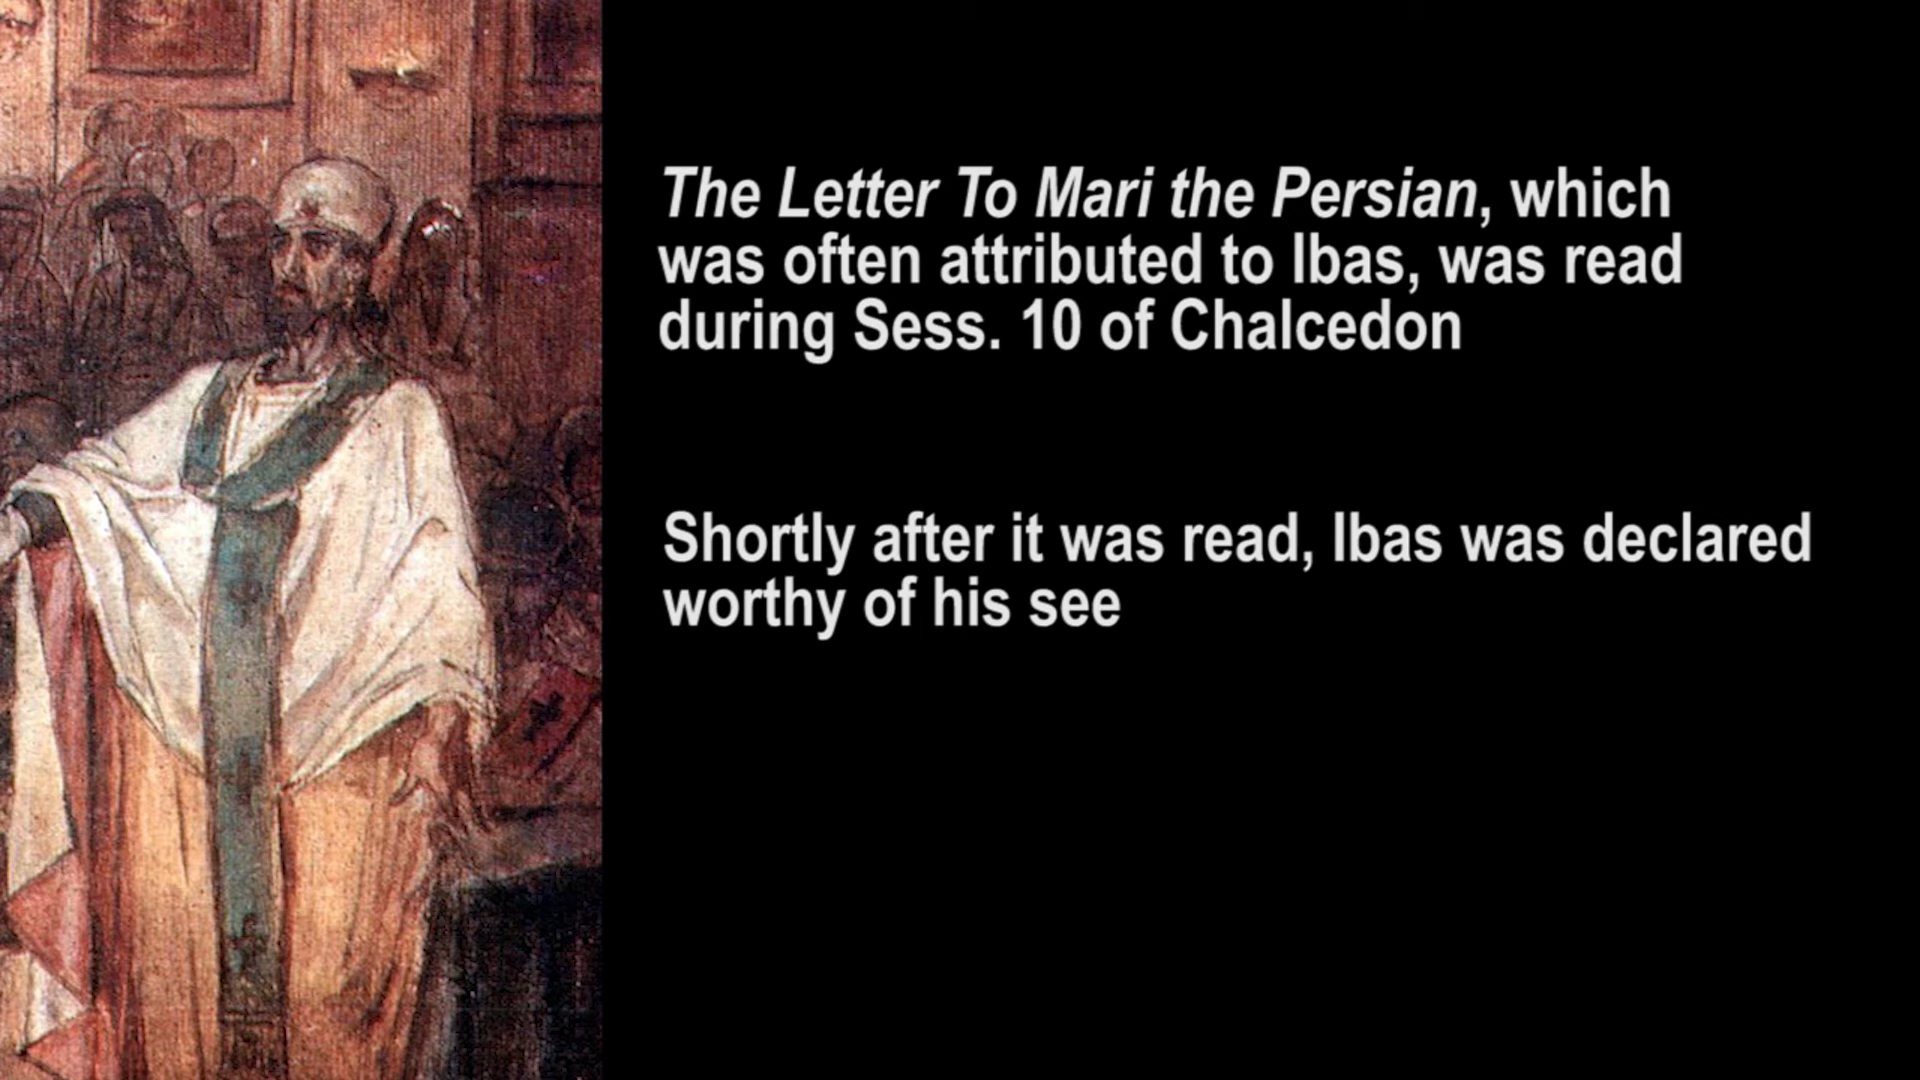 The Letter To Mari the Persian, which
was often attributed to Ibas, was read
during Sess. 10 of Chalcedon
Shortly after it was read, Ibas was declared
worthy of his see